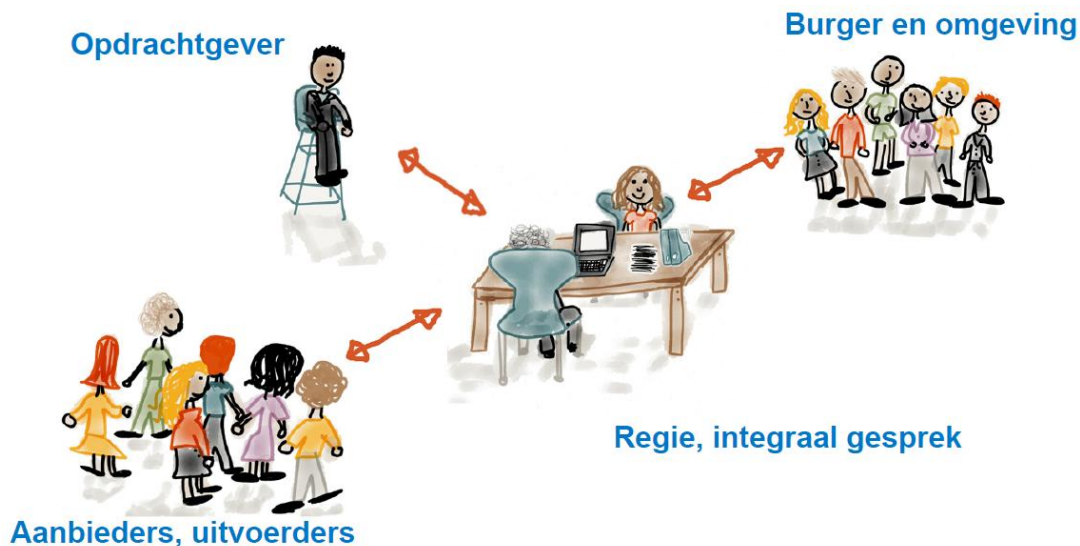 Opdrachtgever
Burger en omgeving
Regie, integraal gesprek
Aanbieders, uitvoerders